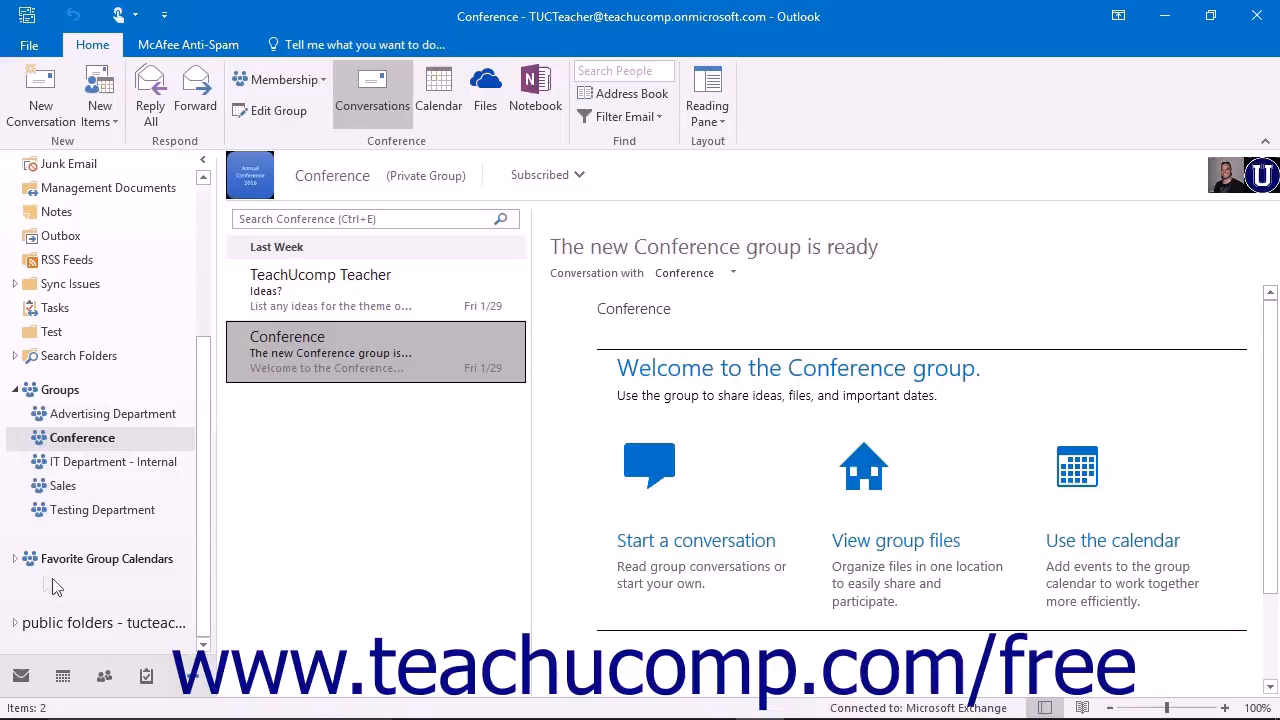 Conference - TUCTeacher@teachucomp.onmicrosoft.com - Outlook
File
Home
McAfee Anti-Spam
Tell me what you want to do...
New
Conversation
New
Items
Reply
All
Forward
Membership
Edit Group
Conversations
Calendar
Files
Notebook
Search People
Address Book
Filter Email
Reading
Pane
New
Respond
Conference
Find
Layout
Junk Email
Management Documents
Notes
Outbox
RSS Feeds
Sync Issues
Tasks
Test
Search Folders
Groups
Advertising Department
Conference
IT Department - Internal
Sales
Testing Department
Favorite Group Calendars
public folders - tucteac...
Annual
Conference
2019
Conference (Private Group)
Subscribed
U
Search Conference (Ctrl+E)
Last Week
TeachUcomp Teacher
Ideas?
List any ideas for the theme o... Fri 1/29
Conference
The new Conference group is...
Welcome to the Conference... Fri 1/29
The new Conference group is ready
Conversation with Conference
Conference
Welcome to the Conference group.
Use the group to share ideas, files, and important dates.
Start a conversation
Read group conversations or
start your own.
View group files
Organize files in one location
to easily share and
participate.
Use the calendar
Add events to the group
calendar to work together
more efficiently.
www.teachucomp.com/free
Items: 2
Connected to: Microsoft Exchange
100%